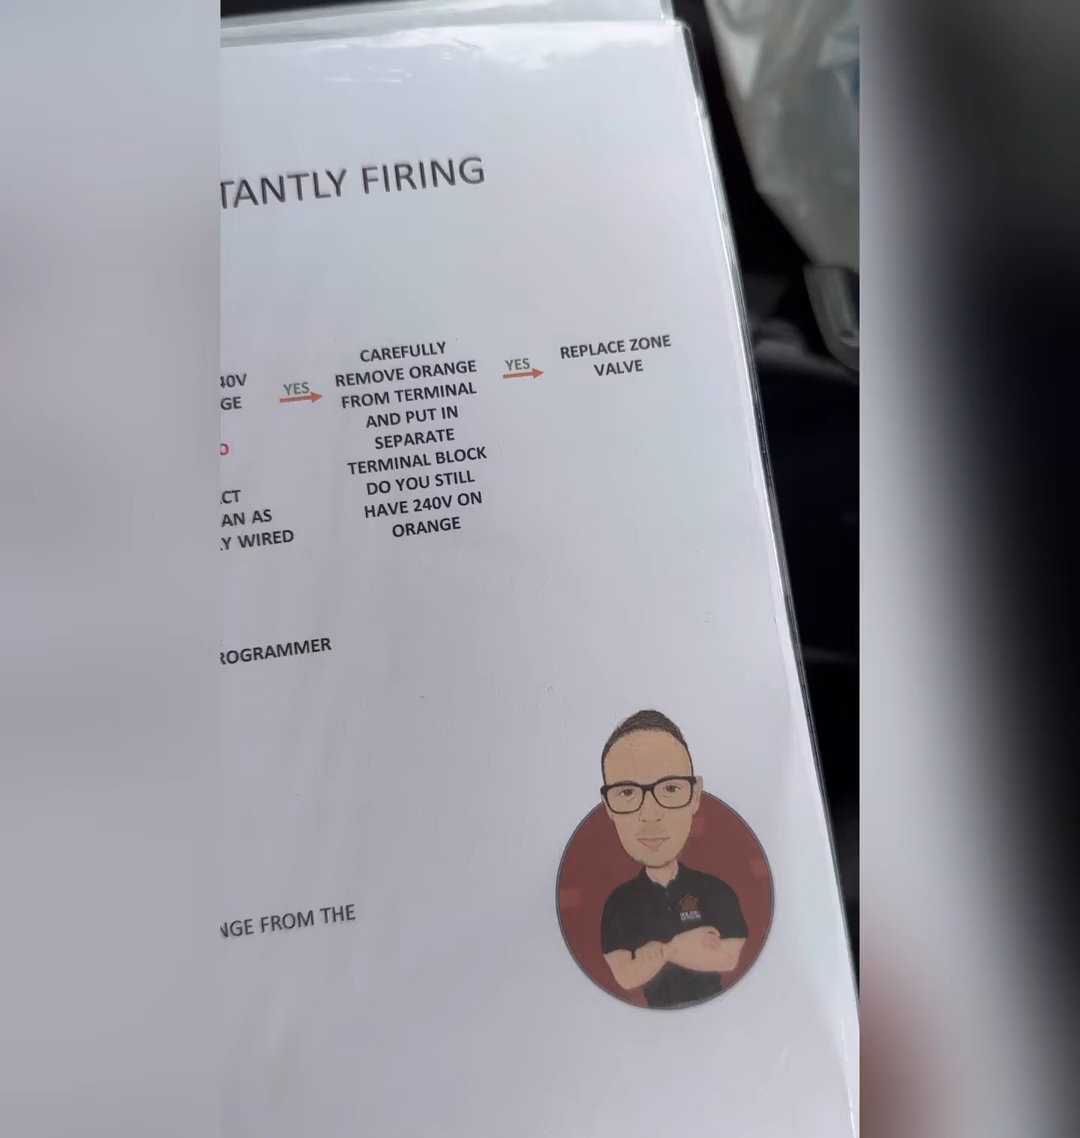 TANTLY FIRING
40V
GE
YES
CAREFULLY
REMOVE ORANGE
FROM TERMINAL
AND PUT IN
SEPARATE
TERMINAL BLOCK
DO YOU STILL
HAVE 240V ON
ORANGE
YES
REPLACE ZONE
VALVE
O
CT
AN AS
Y WIRED
ROGRAMMER
NGE FROM THE